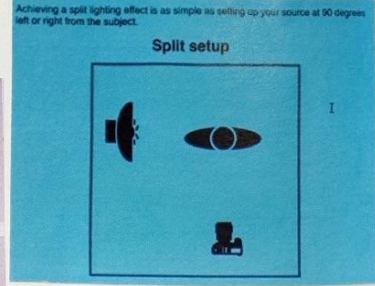 Achieving a split lighting effect is as simple as setting up your source at 90 degrees
left or right from the subject.
Split setup